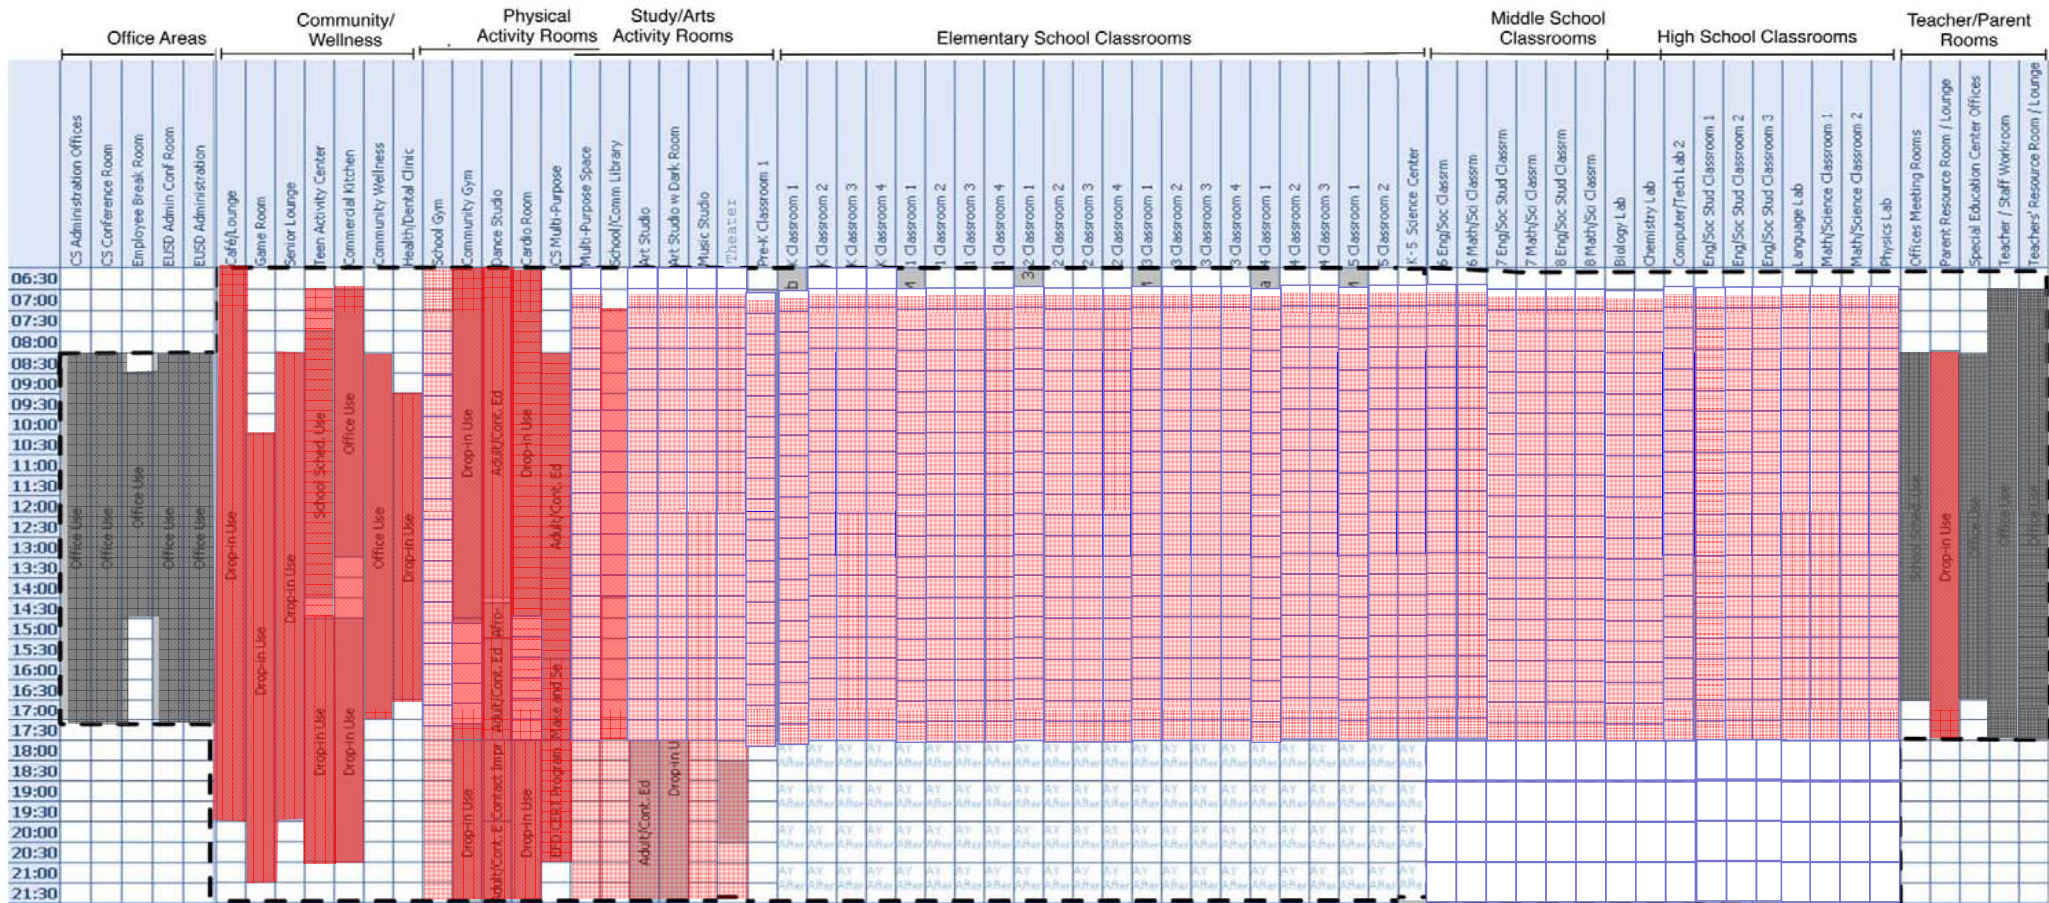 Office Areas
Community/
Wellness
Physical
Activity Rooms
Study/Arts
Activity Rooms
Elementary School Classrooms
Middle School
Classrooms
High School Classrooms
Teacher/Parent
Rooms
CS Administration Offices
CS Conference Room
Employee Break Room
EUSD Admin Conf Room
EUSD Administration
Café/Lounge
Game Room
Senior Lounge
Teen Activity Center
Commercial Kitchen
Community Wellness
Health/Dental Clinic
School Gym
Community Gym
Dance Studio
Cardio Room
CS Multi-Purpose
Multi-Purpose Space
School/Comm Library
Art Studio
Art Studio w Dark Room
Music Studio
Theater
Pre-K Classroom 1
K Classroom 1
K Classroom 2
K Classroom 3
K Classroom 4
1 Classroom 1
1 Classroom 2
1 Classroom 3
1 Classroom 4
2 Classroom 1
2 Classroom 2
2 Classroom 3
2 Classroom 4
3 Classroom 1
3 Classroom 2
3 Classroom 3
3 Classroom 4
4 Classroom 1
4 Classroom 2
4 Classroom 3
5 Classroom 1
5 Classroom 2
K-5 Science Center
6 Eng/Soc Classrm
6 Math/Sci Classrm
7 Eng/Soc Stud Classrm
7 Math/Sci Classrm
8 Eng/Soc Stud Classrm
8 Math/Sci Classrm
Biology Lab
Chemistry Lab
Computer/Tech Lab 2
Eng/Soc Stud Classroom 1
Eng/Soc Stud Classroom 2
Eng/Soc Stud Classroom 3
Language Lab
Math/Science Classroom 1
Math/Science Classroom 2
Physics Lab
Offices Meeting Rooms
Parent Resource Room / Lounge
Special Education Center Offices
Teacher / Staff Workroom
Teachers' Resource Room / Lounge
06:30
07:00
07:30
08:00
08:30
09:00
09:30
10:00
10:30
11:00
11:30
12:00
12:30
13:00
13:30
14:00
14:30
15:00
15:30
16:00
16:30
17:00
17:30
18:00
18:30
19:00
19:30
20:00
20:30
21:00
21:30
Office Use
Office Use
Office Use
Office Use
Office Use
Drop-in Use
Drop-in Use
Drop-in Use
School Sched. Use
Drop-in Use
Office Use
Drop-in Use
Office Use
Drop-in Use
Drop-in Use
Drop-in Use
Adult/Cont. Ed
Afro-
Adult/Cont. Ed
Adult/Cont. E Contact Impr
Drop-in Use
Drop-in Use
Adult/Cont. Ed
Make and Se
EFD CERT Program
Adult/Cont. Ed
Drop-in U
School Sched. Use
Drop-in Use
Office Use
Office Use
Office Use